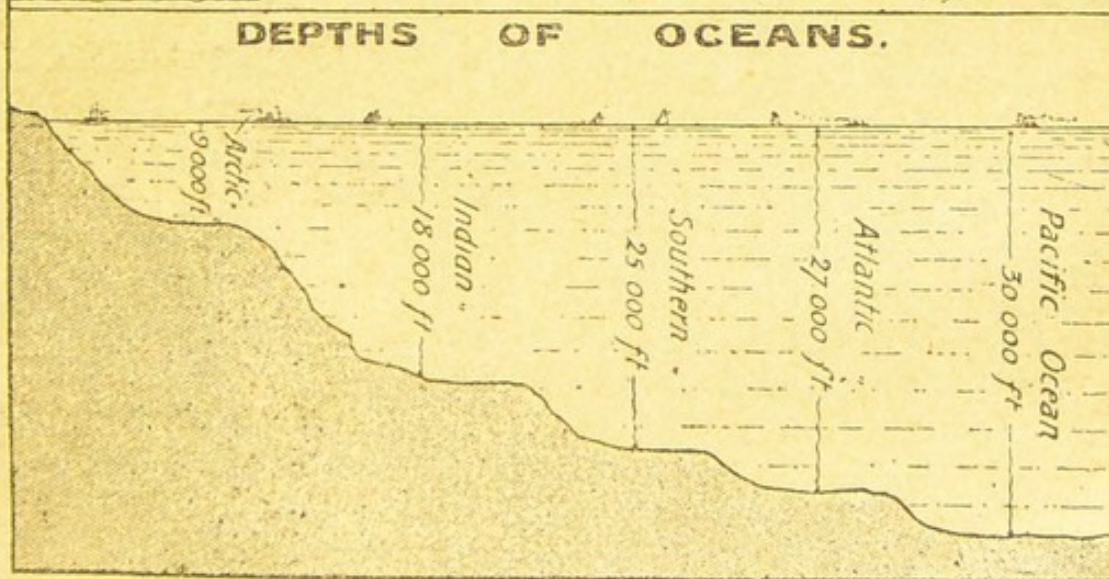 DEPTHS OF OCEANS.
Arctic.
9000 ft.
Indian "
18 000 ft
Southern "
25 000 ft
Atlantic "
27 000 ft
Pacific Ocean
30 000 ft